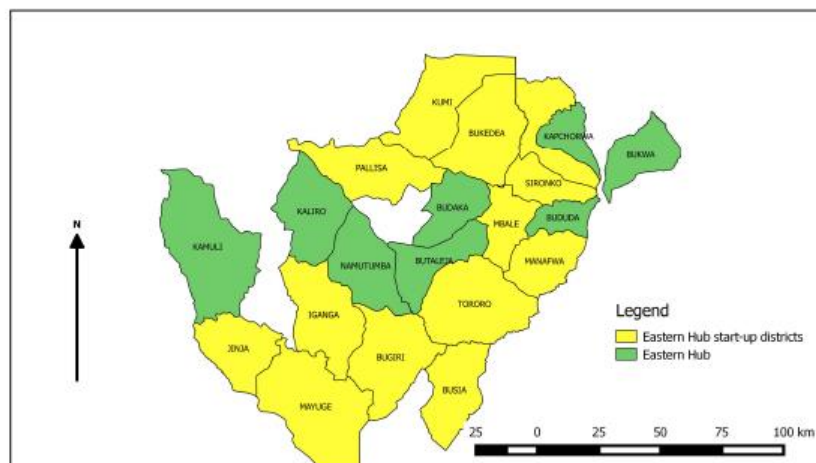 KUMI
BUKEDEA
KAPCHORWA
BUKWA
PALLISA
SIRONKO
KALIRO
BUDAKA
MBALE
BUDUDA
N
KAMULI
NAMUTUMBA
BUTALEJA
MANAFWA
IGANGA
TORORO
JINJA
BUGIRI
BUSIA
MAYUGE
Legend
Eastern Hub start-up districts
Eastern Hub
25 0 25 50 75 100 km